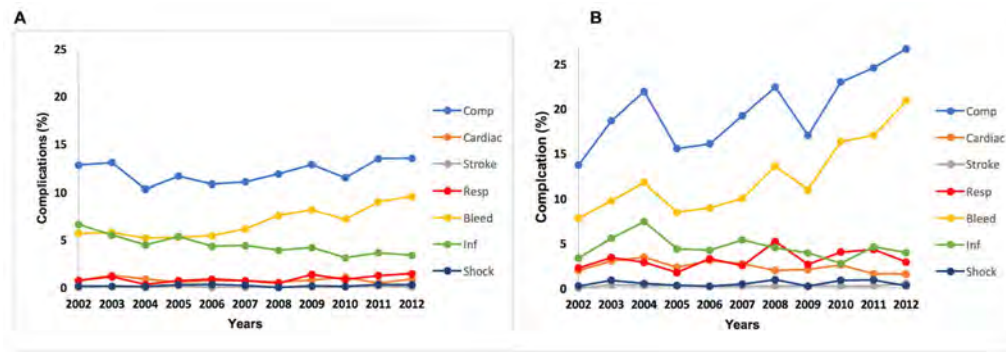 A
25
20
15
10
5
0
Complications (%)
2002 2003 2004 2005 2006 2007 2008 2009 2010 2011 2012
Years
Comp
Cardiac
Stroke
Resp
Bleed
Inf
Shock
B
25
20
15
10
5
0
Complcation (%)
2002 2003 2004 2005 2006 2007 2008 2009 2010 2011 2012
Years
Comp
Cardiac
Stroke
Resp
Bleed
Inf
Shock